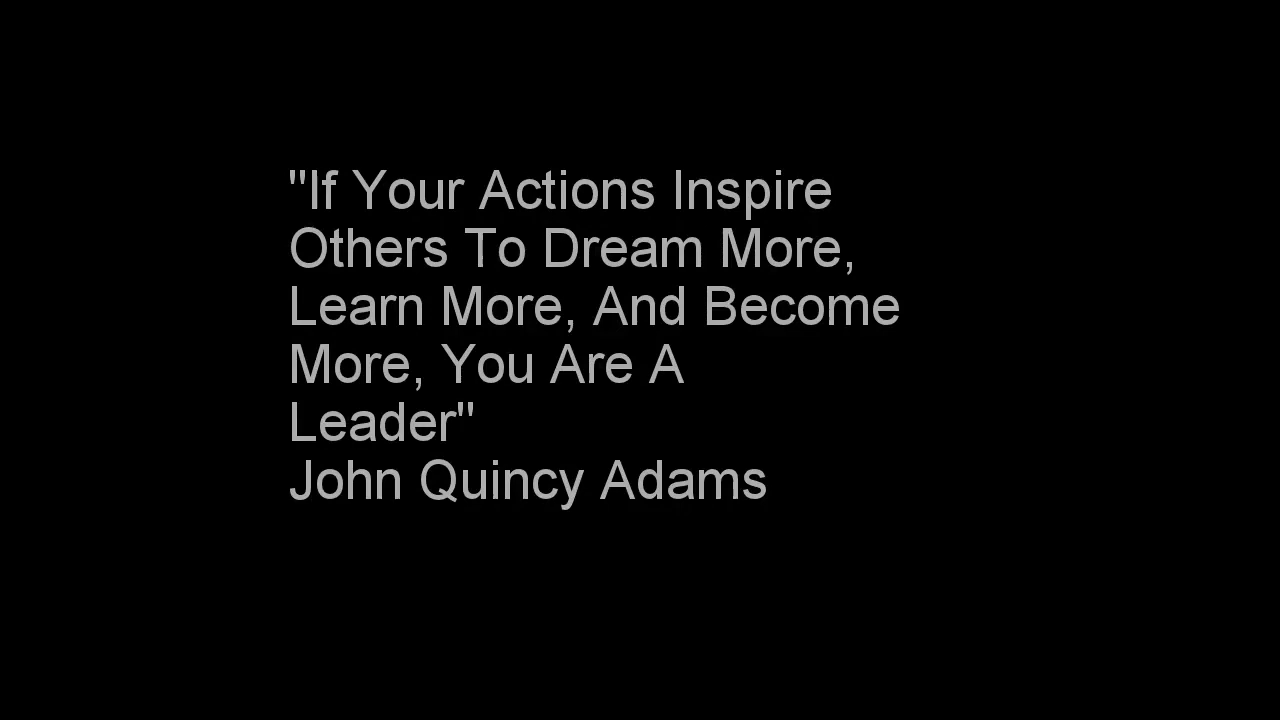 "If Your Actions Inspire
Others To Dream More,
Learn More, And Become
More, You Are A
Leader"
John Quincy Adams